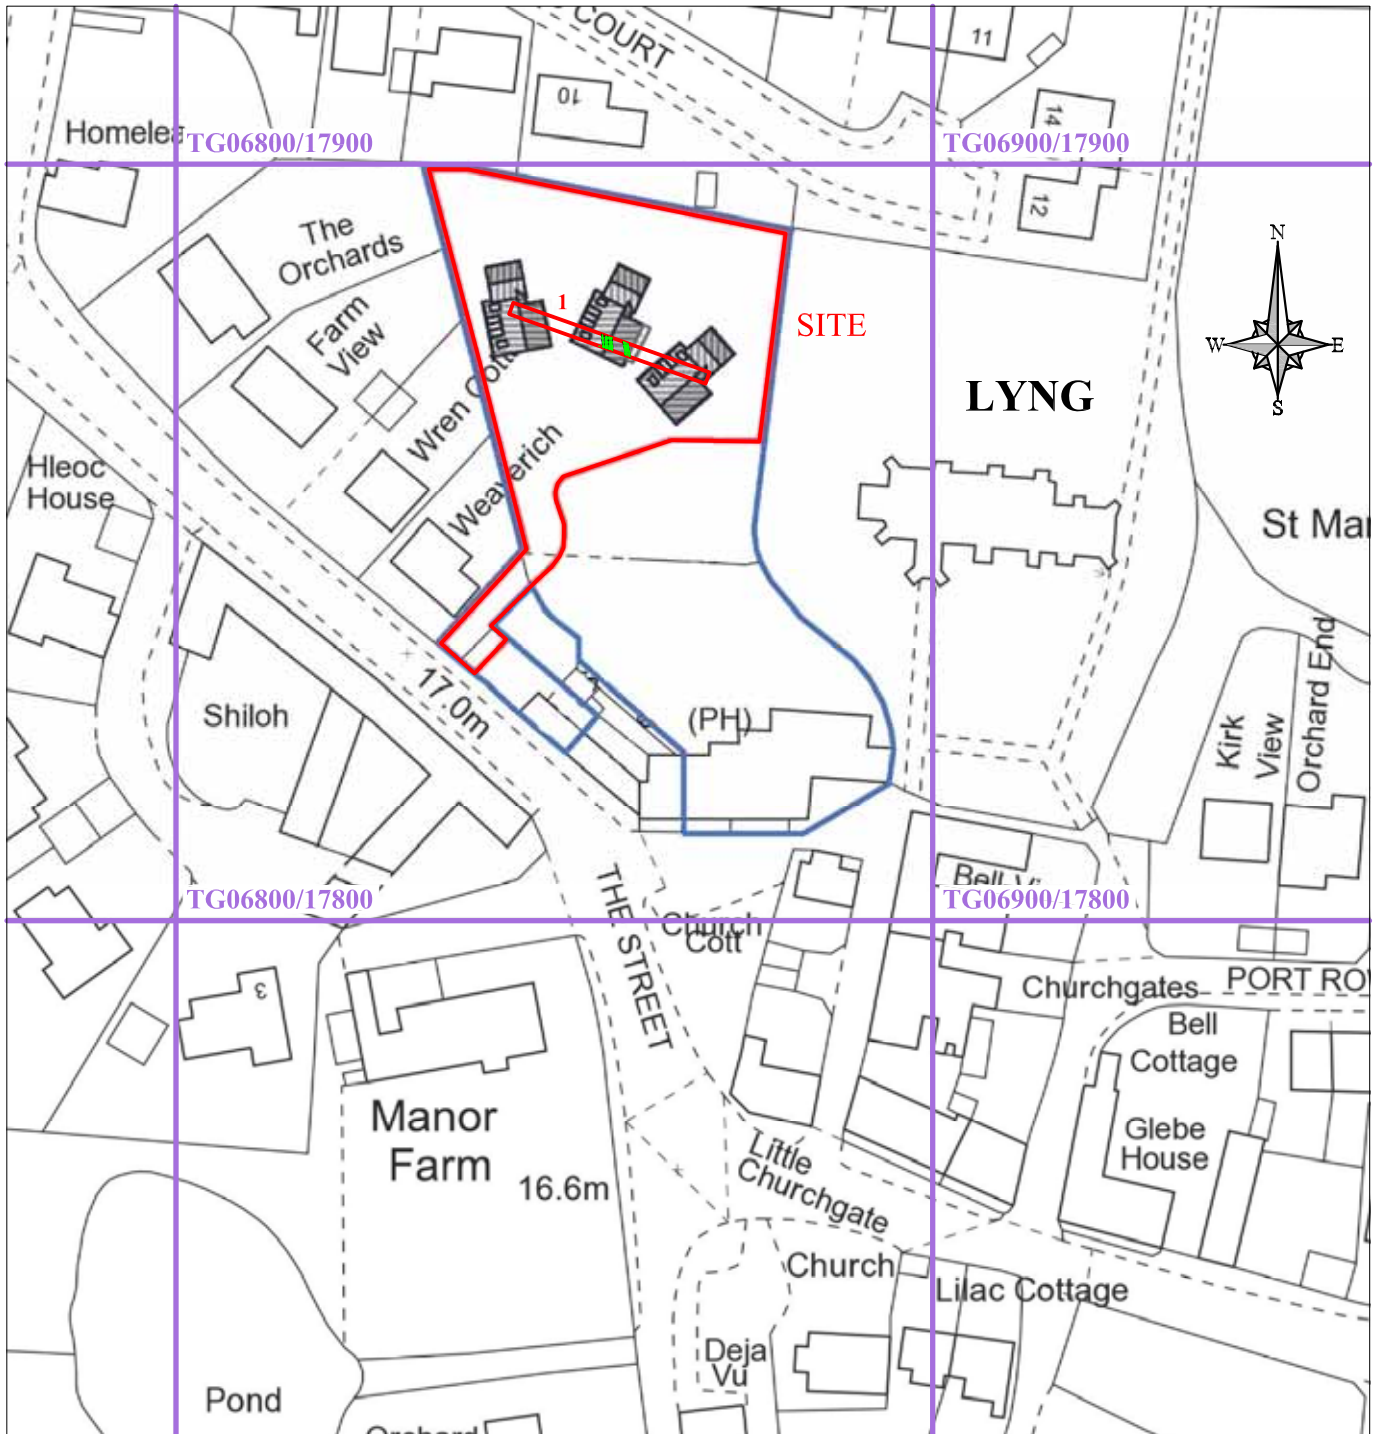 COURT
11
10
14
Homelea
TG06800/17900
TG06900/17900
12
The
Orchards
N
W
E
S
1
SITE
Farm
View
LYNG
Wren Cott
Weaverich
Hleoc
House
St Mar
17.0m
Shiloh
(PH)
Kirk
View
Orchard End
TG06800/17800
TG06900/17800
THE STREET
Church
Cott
3
Churchgates
PORT ROW
Bell
Cottage
Manor
Farm
Glebe
House
16.6m
Little
Churchgate
Church
Lilac Cottage
Deja
Vu
Pond
Orchard